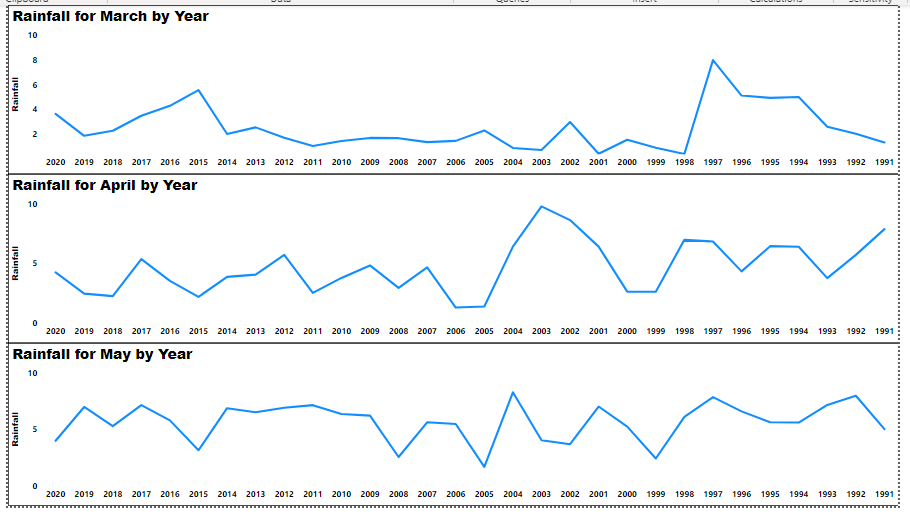 Clipboard Data Queries Insert Calculations Sensitivity
Rainfall for March by Year
10
8
6
4
2
Rainfall
2020 2019 2018 2017 2016 2015 2014 2013 2012 2011 2010 2009 2008 2007 2006 2005 2004 2003 2002 2001 2000 1999 1998 1997 1996 1995 1994 1993 1992 1991
Rainfall for April by Year
10
5
0
Rainfall
2020 2019 2018 2017 2016 2015 2014 2013 2012 2011 2010 2009 2008 2007 2006 2005 2004 2003 2002 2001 2000 1999 1998 1997 1996 1995 1994 1993 1992 1991
Rainfall for May by Year
10
5
0
Rainfall
2020 2019 2018 2017 2016 2015 2014 2013 2012 2011 2010 2009 2008 2007 2006 2005 2004 2003 2002 2001 2000 1999 1998 1997 1996 1995 1994 1993 1992 1991